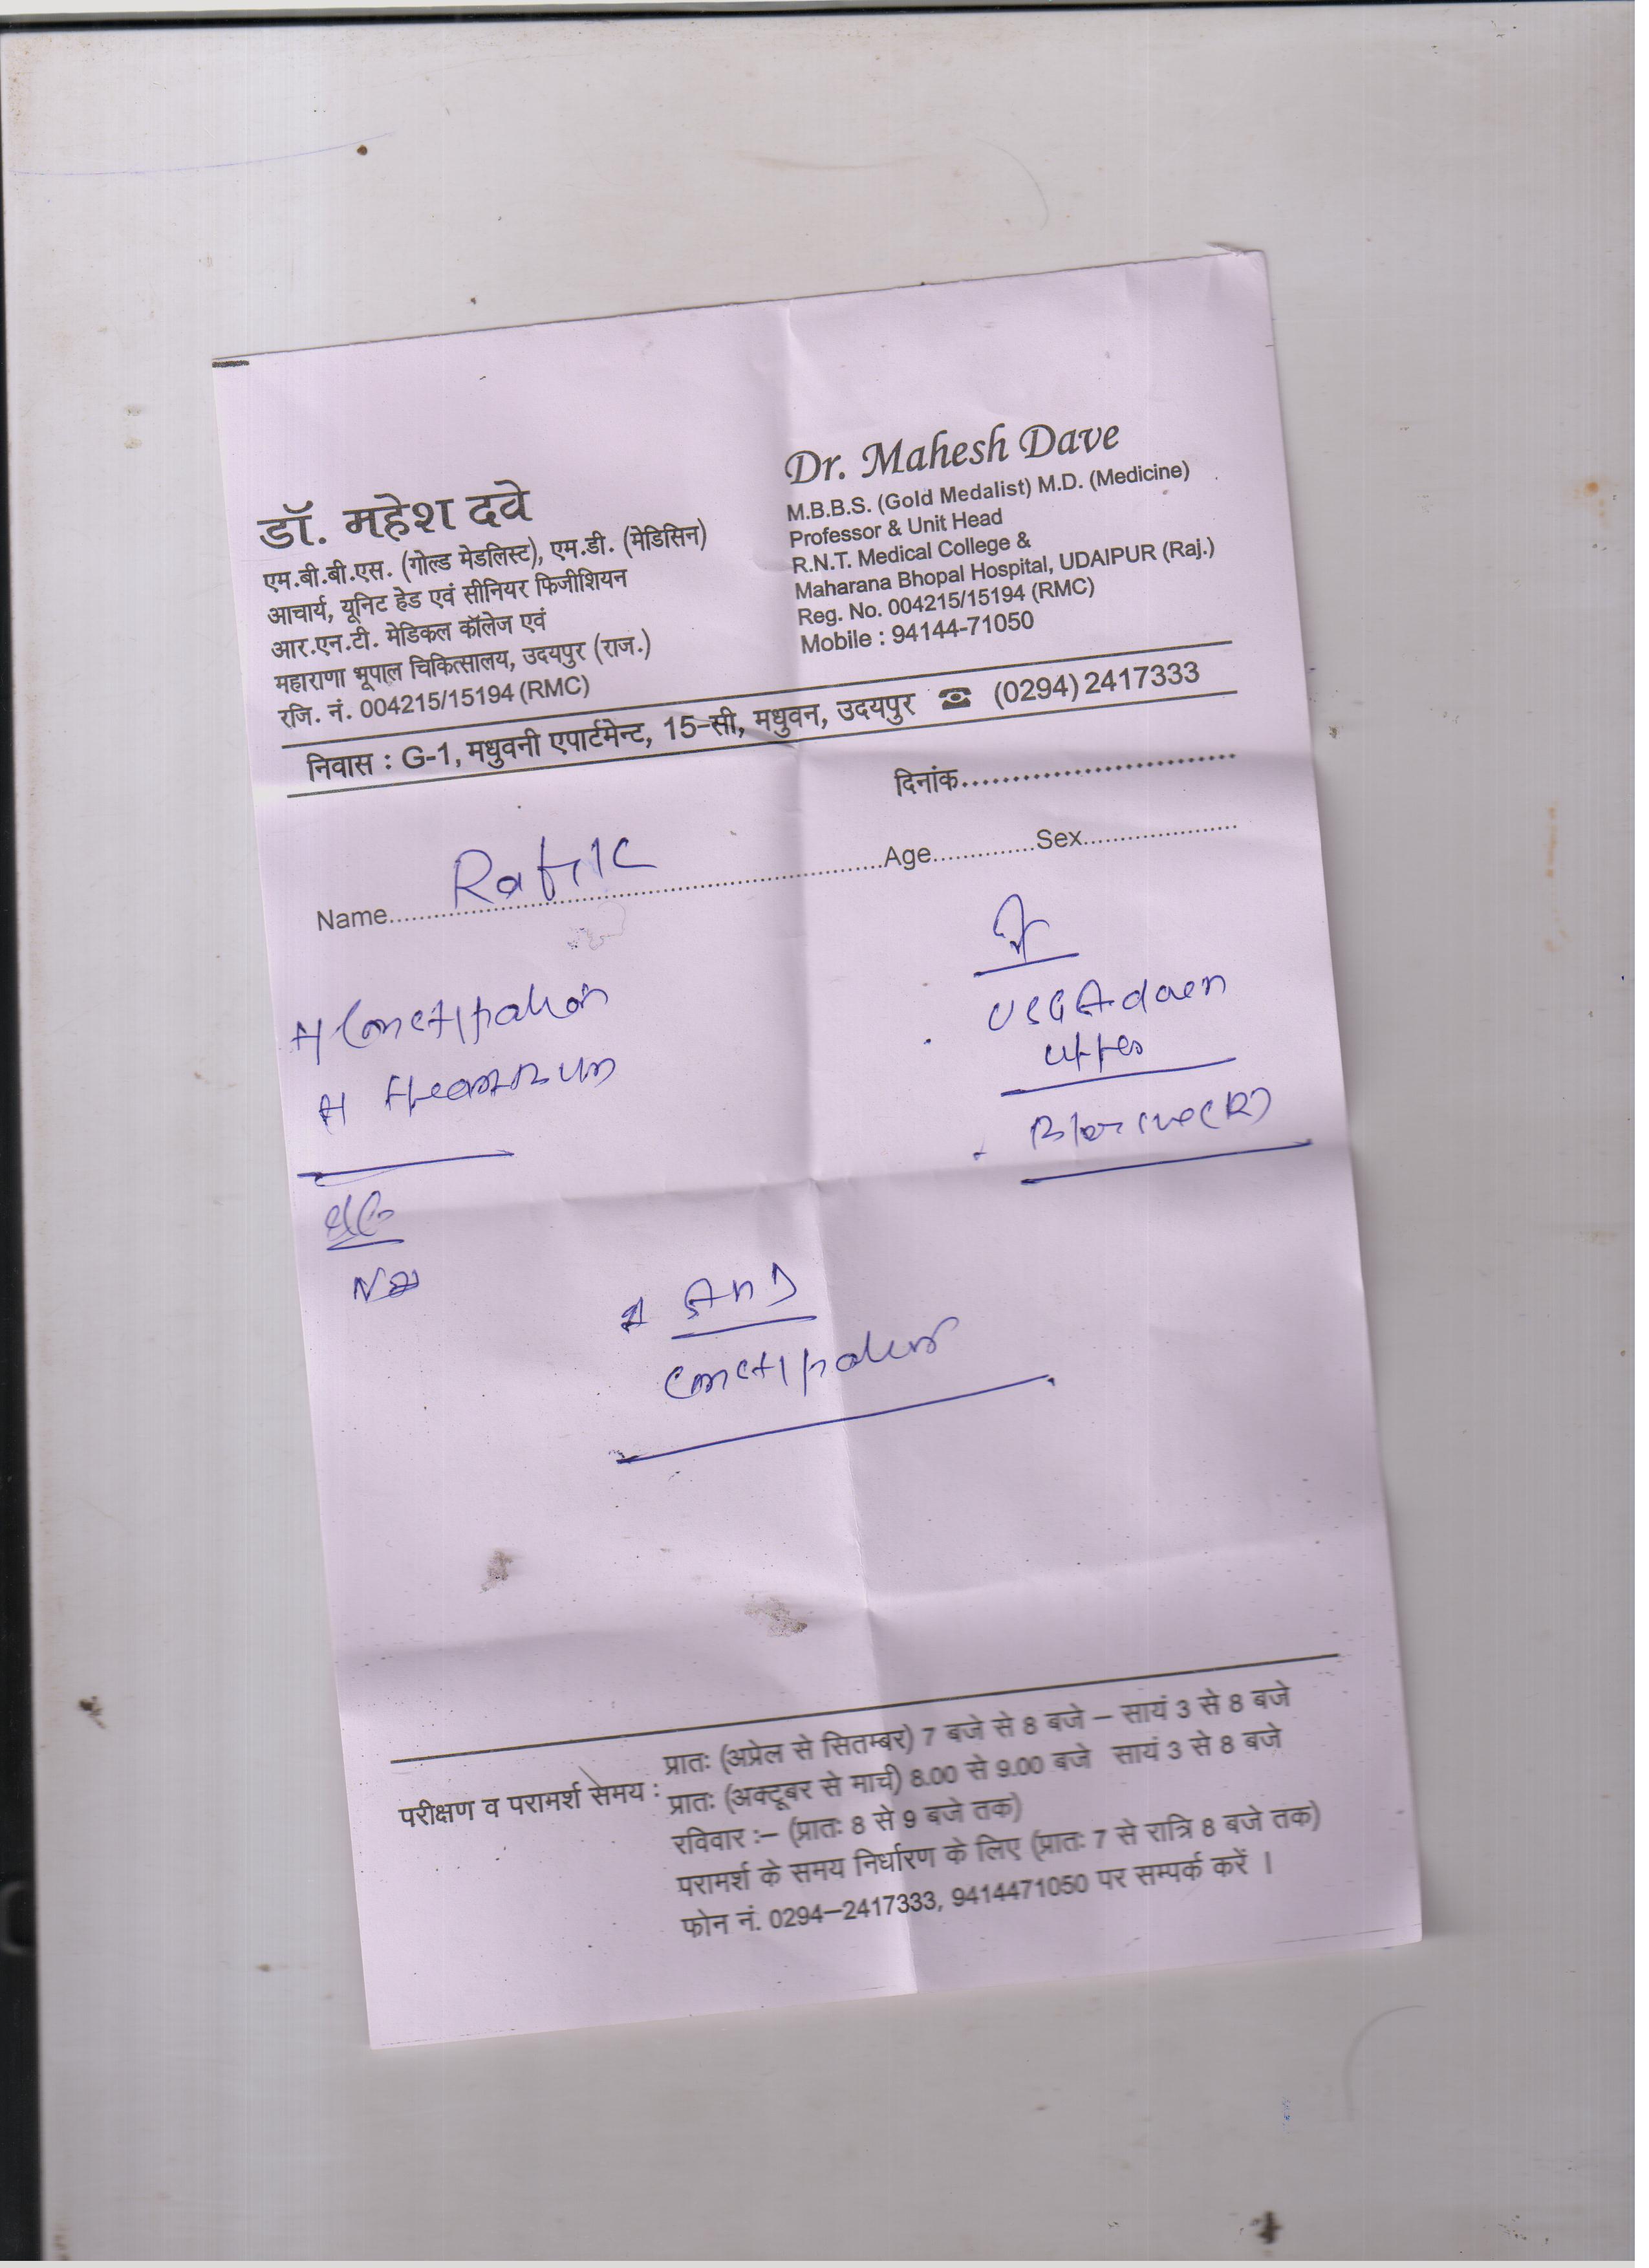 डॉ. महेश दवे
एम.बी.बी.एस. (गोल्ड मेडलिस्ट), एम.डी. (मेडिसिन)
आचार्य, यूनिट हेड एवं सीनियर फिजीशियन
आर.एन.टी. मेडिकल कॉलेज एवं
महाराणा भूपाल चिकित्सालय, उदयपुर (राज.)
रजि. नं. 004215/15194 (RMC)
Dr. Mahesh Dave
M.B.B.S. (Gold Medalist) M.D. (Medicine)
Professor & Unit Head
R.N.T. Medical College &
Maharana Bhopal Hospital, UDAIPUR (Raj.)
Reg. No. 004215/15194 (RMC)
Mobile : 94144-71050
निवास : G-1, मधुवनी एपार्टमेन्ट, 15-सी, मधुवन, उदयपुर ☎ (0294) 2417333
दिनांक...........................
Name.......... Rafik ..........Age..............Sex......................
Constipation
USG Abdomen
Upper
Constipation
परीक्षण व परामर्श समय :
प्रातः (अप्रेल से सितम्बर) 7 बजे से 8 बजे – सायं 3 से 8 बजे
प्रातः (अक्टूबर से मार्च) 8.00 से 9.00 बजे सायं 3 से 8 बजे
रविवार :– (प्रातः 8 से 9 बजे तक)
परामर्श के समय निर्धारण के लिए (प्रातः 7 से रात्रि 8 बजे तक)
फोन नं. 0294–2417333, 9414471050 पर सम्पर्क करें ।